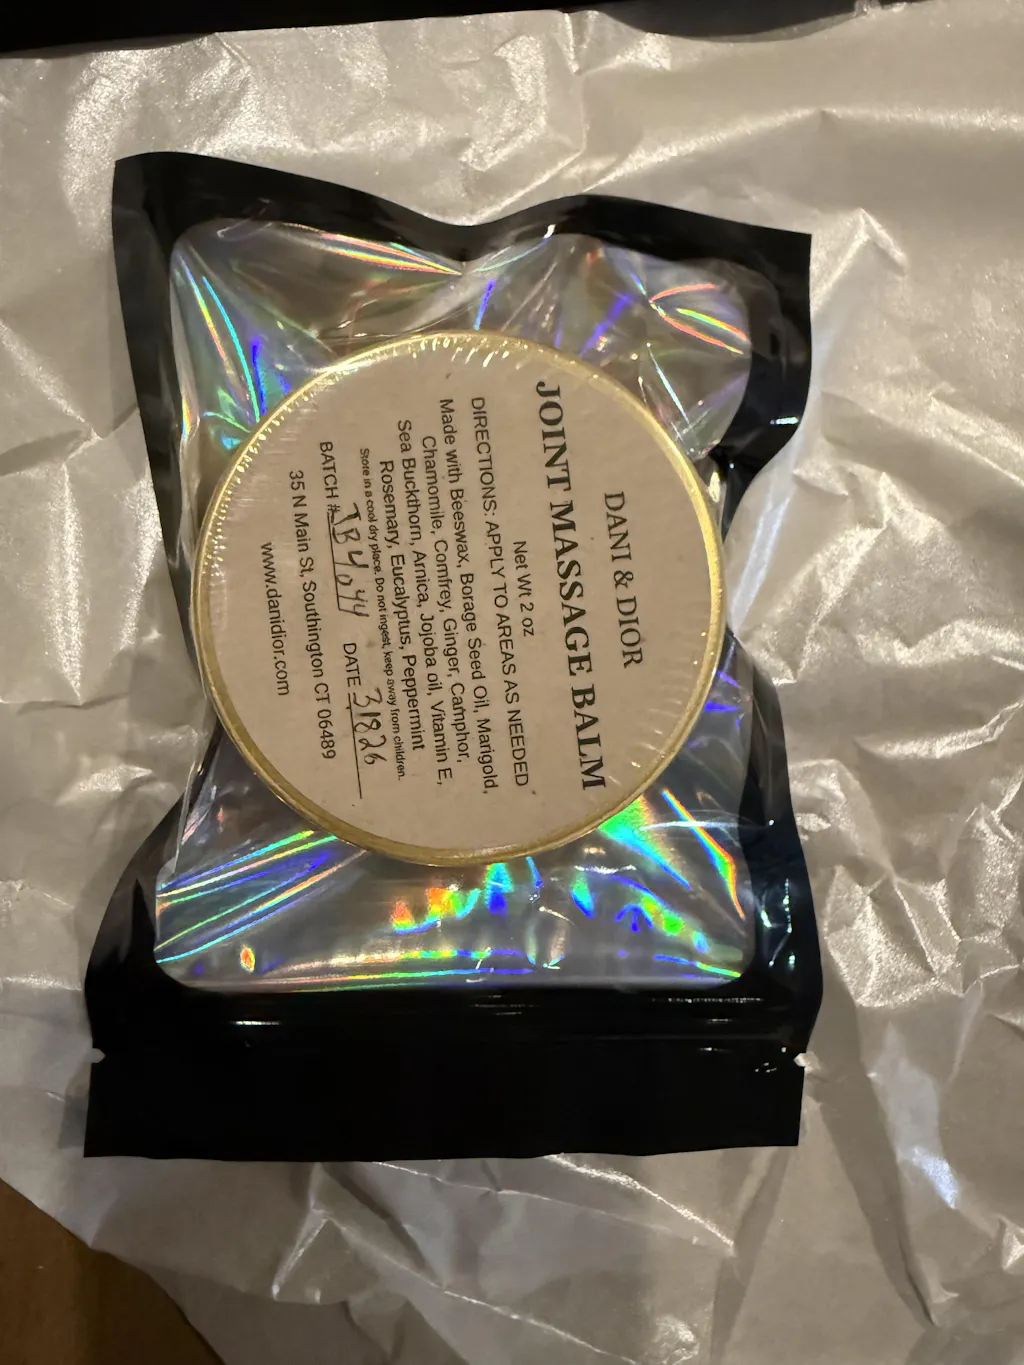 DANI & DIOR
JOINT MASSAGE BALM
Net Wt 2 oz
DIRECTIONS: APPLY TO AREAS AS NEEDED
Made with Beeswax, Borage Seed Oil, Marigold,
Chamomile, Comfrey, Ginger, Camphor,
Sea Buckthorn, Arnica, Jojoba oil, Vitamin E,
Rosemary, Eucalyptus, Peppermint
Store in a cool dry place. Do not ingest, keep away from children.
BATCH # JB4044 DATE 31826
35 N Main St, Southington CT 06489
www.danidior.com